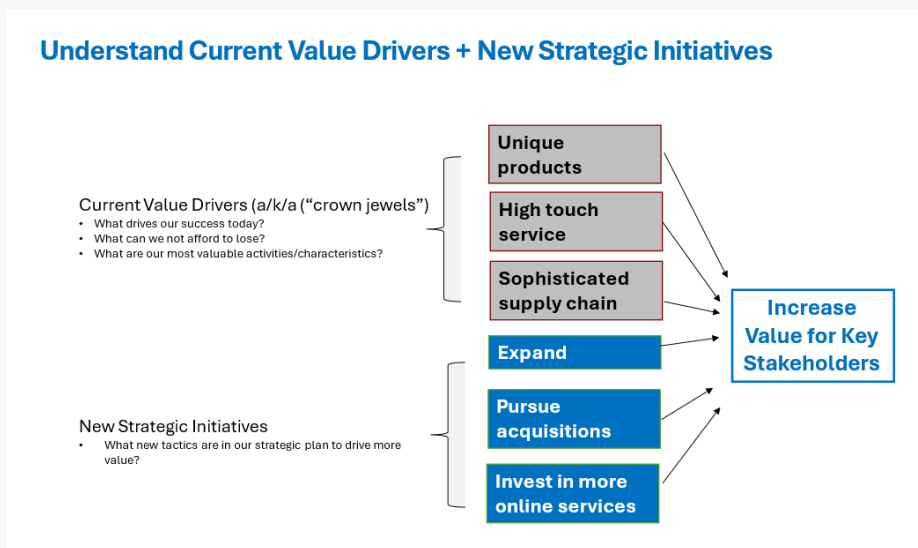 Understand Current Value Drivers + New Strategic Initiatives
Current Value Drivers (a/k/a (“crown jewels”)
• What drives our success today?
• What can we not afford to lose?
• What are our most valuable activities/characteristics?
Unique
products
High touch
service
Sophisticated
supply chain
New Strategic Initiatives
• What new tactics are in our strategic plan to drive more
value?
Expand
Pursue
acquisitions
Invest in more
online services
Increase
Value for Key
Stakeholders